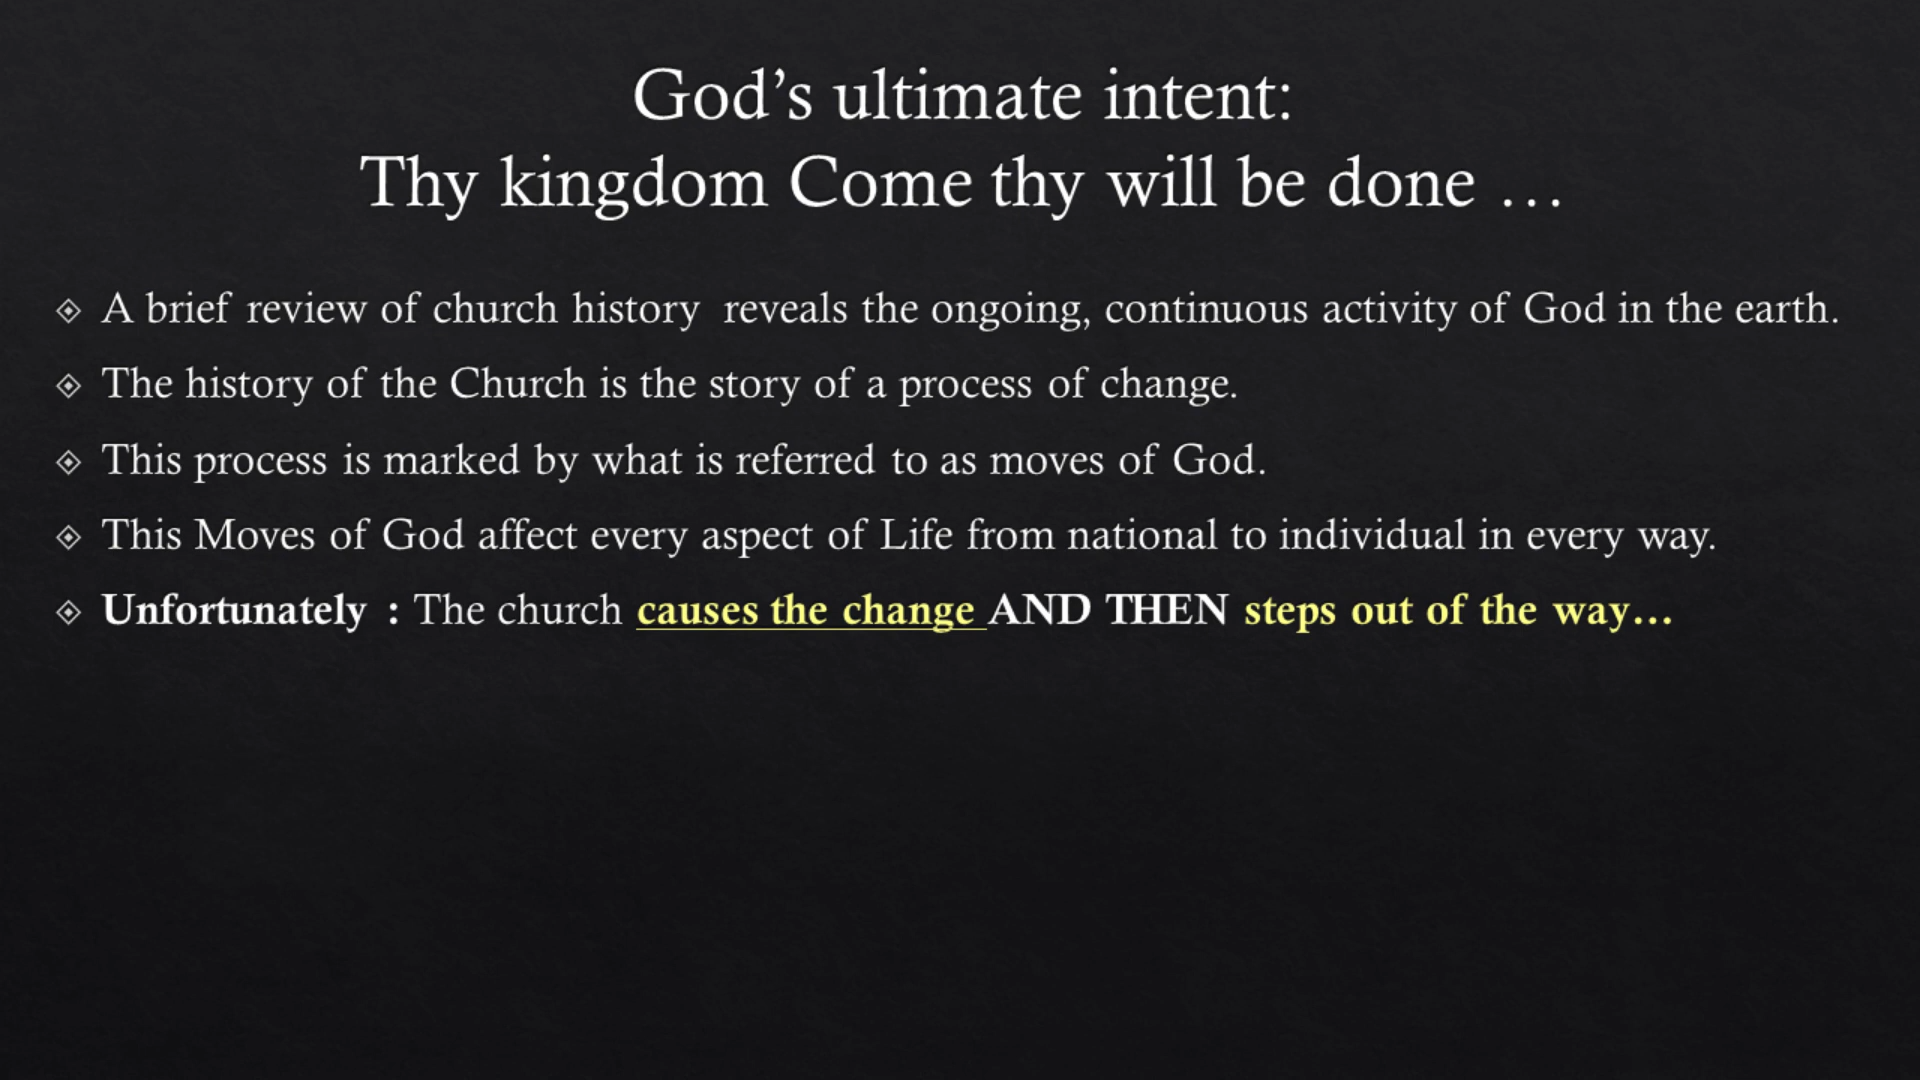 God’s ultimate intent:
Thy kingdom Come thy will be done …
A brief review of church history  reveals the ongoing, continuous activity of God in the earth.
The history of the Church is the story of a process of change.
This process is marked by what is referred to as moves of God.
This Moves of God affect every aspect of Life from national to individual in every way.
Unfortunately : The church causes the change AND THEN steps out of the way…